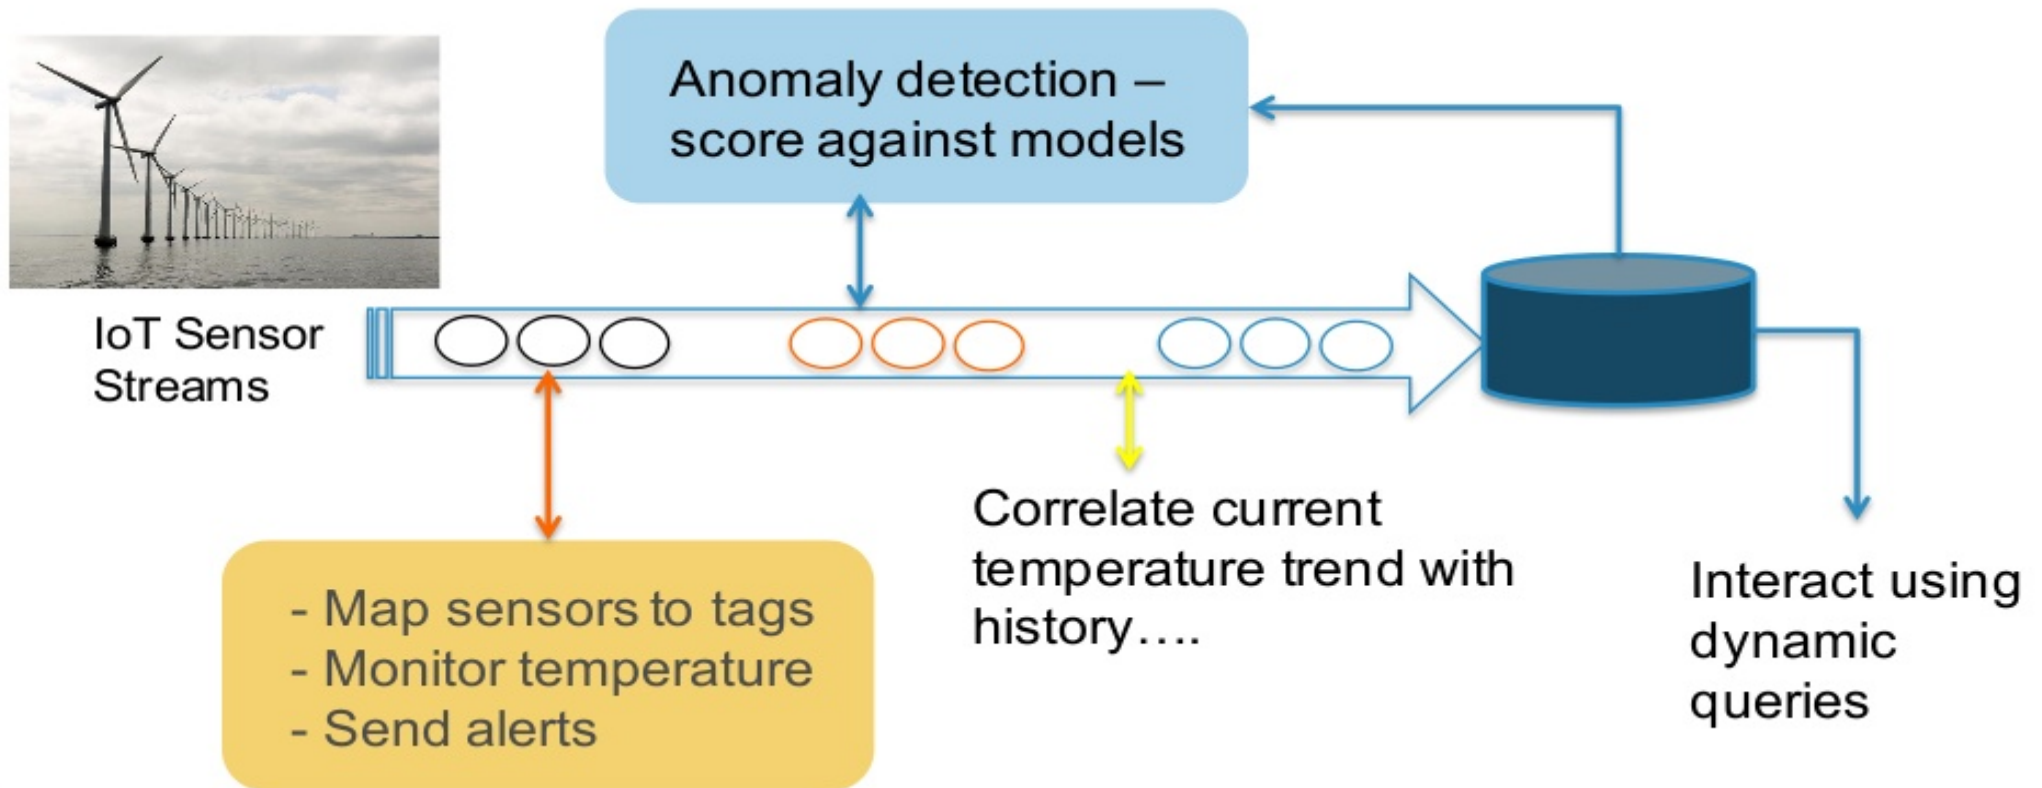 Anomaly detection –
score against models
IoT Sensor
Streams
- Map sensors to tags
- Monitor temperature
- Send alerts
Correlate current
temperature trend with
history….
Interact using
dynamic
queries